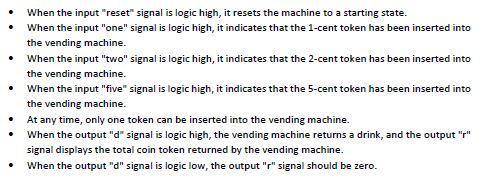 • When the input "reset" signal is logic high, it resets the machine to a starting state.
• When the input "one" signal is logic high, it indicates that the 1-cent token has been inserted into
the vending machine.
• When the input "two" signal is logic high, it indicates that the 2-cent token has been inserted into
the vending machine.
• When the input "five" signal is logic high, it indicates that the 5-cent token has been inserted into
the vending machine.
• At any time, only one token can be inserted into the vending machine.
• When the output "d" signal is logic high, the vending machine returns a drink, and the output "r"
signal displays the total coin token returned by the vending machine.
• When the output "d" signal is logic low, the output "r" signal should be zero.